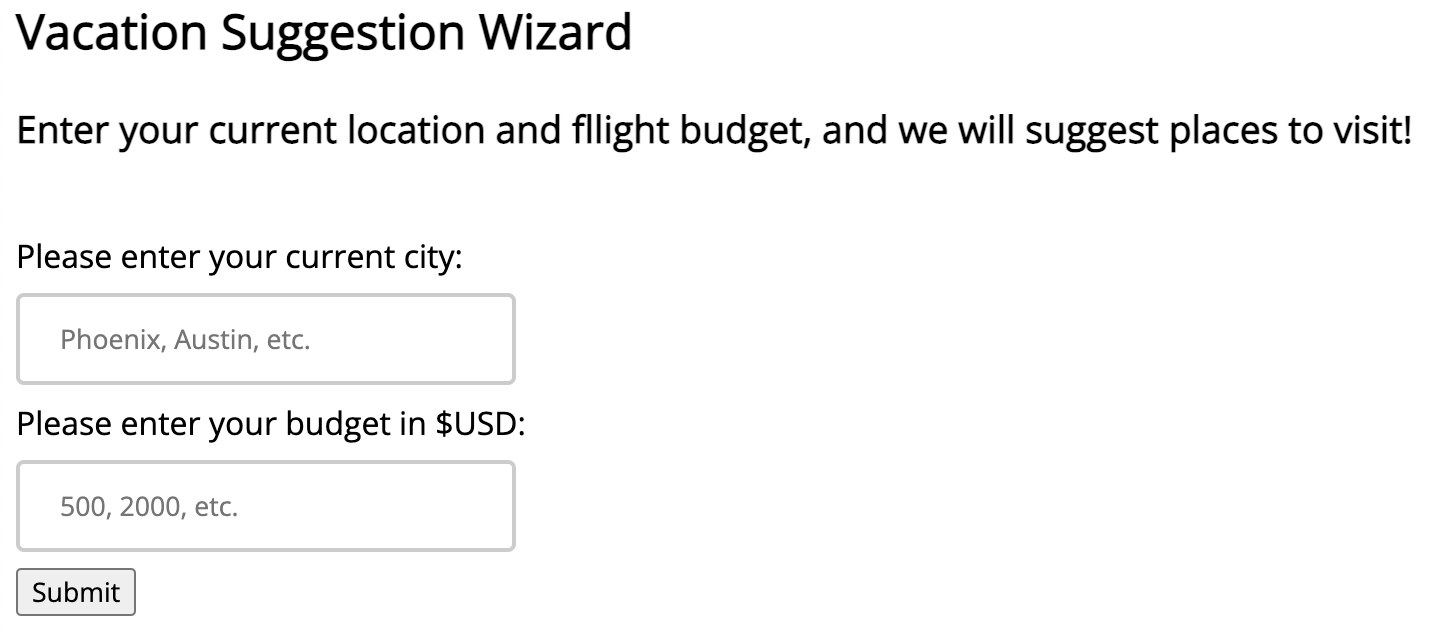 Vacation Suggestion Wizard
Enter your current location and fllight budget, and we will suggest places to visit!
Please enter your current city:
Phoenix, Austin, etc.
Please enter your budget in $USD:
500, 2000, etc.
Submit